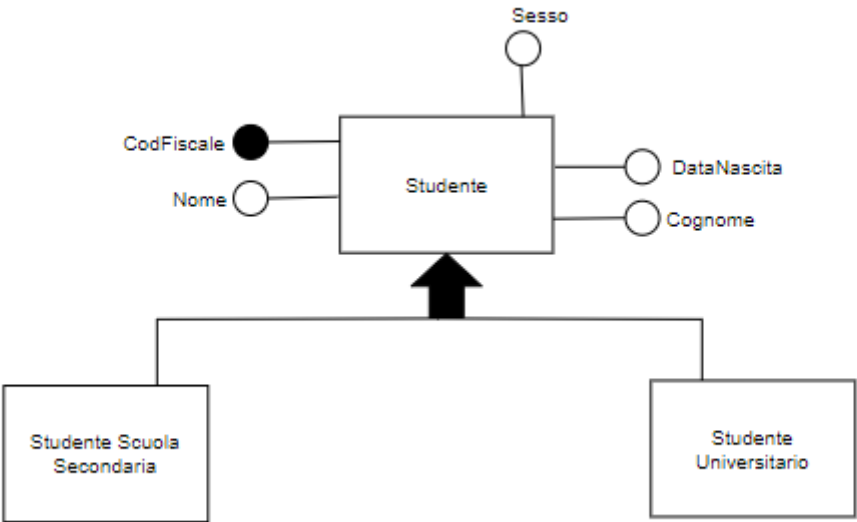 Sesso
CodFiscale
Nome
Studente
DataNascita
Cognome
Studente Scuola
Secondaria
Studente
Universitario